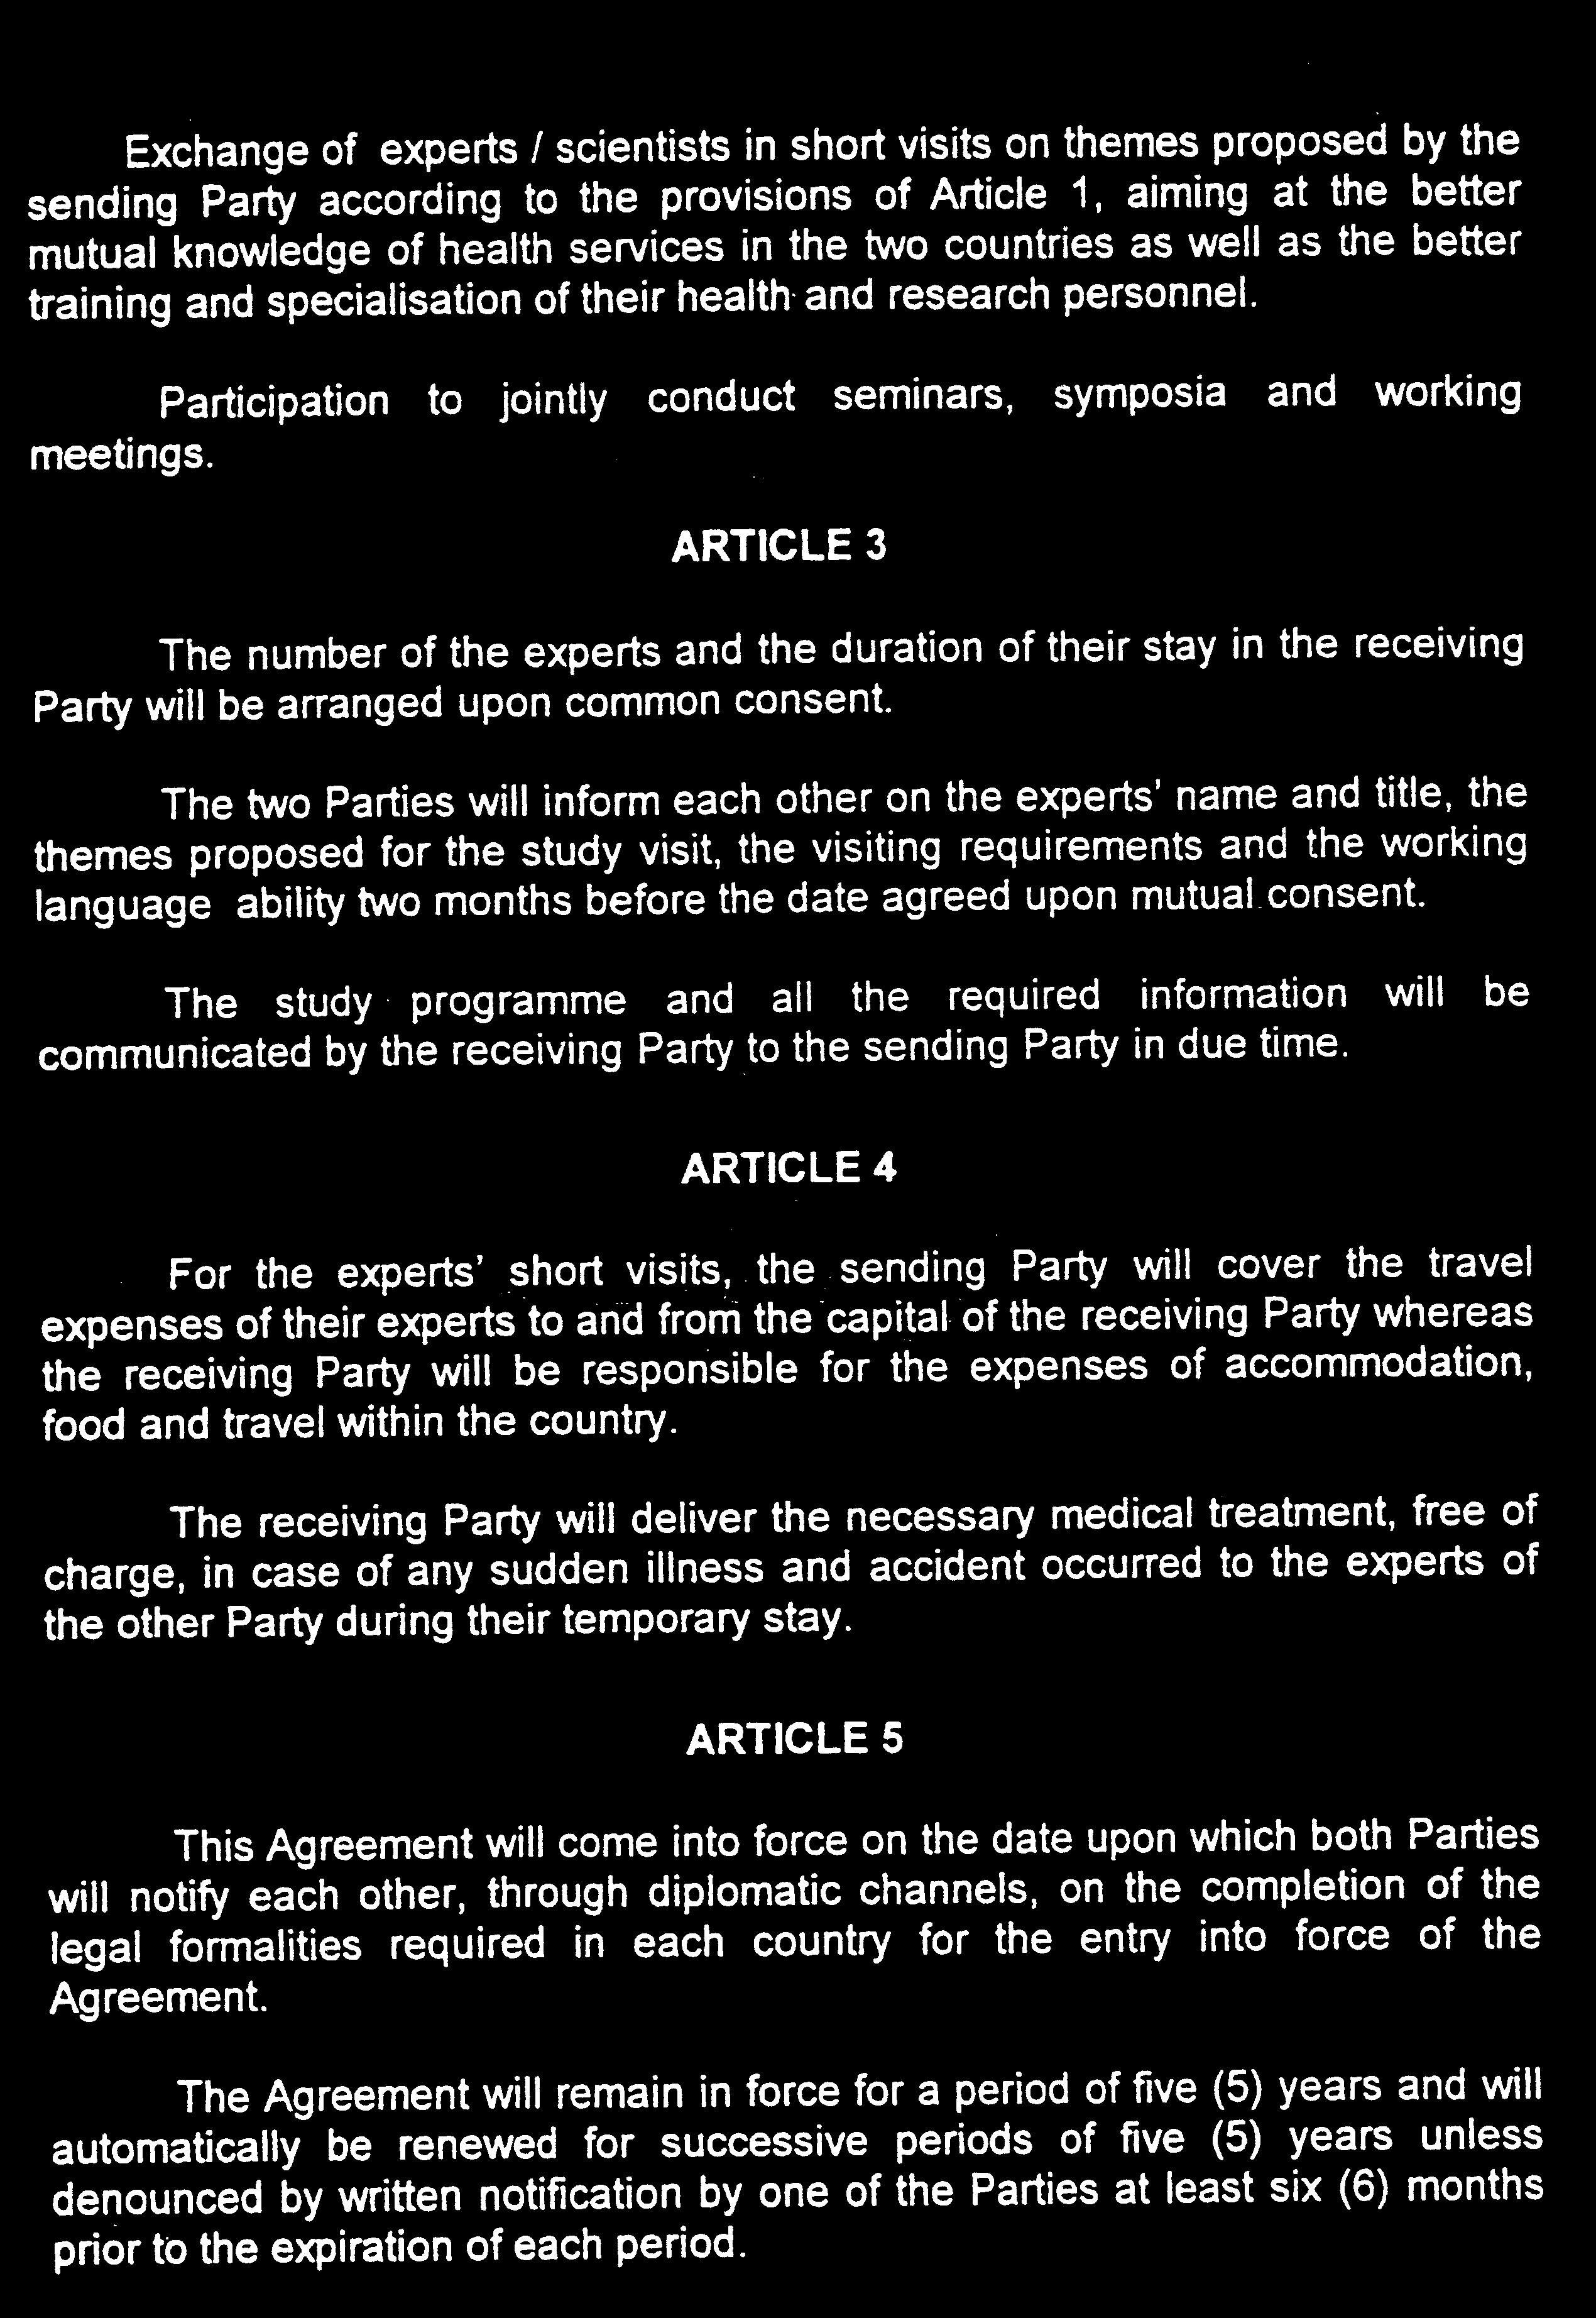 Exchange of experts / scientists in short visits on themes proposed by the
sending Party according to the provisions of Article 1, aiming at the better
mutual knowledge of health services in the two countries as well as the better
training and specialisation of their health and research personnel.
Participation to jointly conduct seminars, symposia and working
meetings.
ARTICLE 3
The number of the experts and the duration of their stay in the receiving
Party will be arranged upon common consent.
The two Parties will inform each other on the experts' name and title, the
themes proposed for the study visit, the visiting requirements and the working
language ability two months before the date agreed upon mutual consent.
The study programme and all the required information will be
communicated by the receiving Party to the sending Party in due time.
ARTICLE 4
For the experts' short visits, the sending Party will cover the travel
expenses of their experts to and from the capital of the receiving Party whereas
the receiving Party will be responsible for the expenses of accommodation,
food and travel within the country.
The receiving Party will deliver the necessary medical treatment, free of
charge, in case of any sudden illness and accident occurred to the experts of
the other Party during their temporary stay.
ARTICLE 5
This Agreement will come into force on the date upon which both Parties
will notify each other, through diplomatic channels, on the completion of the
legal formalities required in each country for the entry into force of the
Agreement.
The Agreement will remain in force for a period of five (5) years and will
automatically be renewed for successive periods of five (5) years unless
denounced by written notification by one of the Parties at least six (6) months
prior to the expiration of each period.